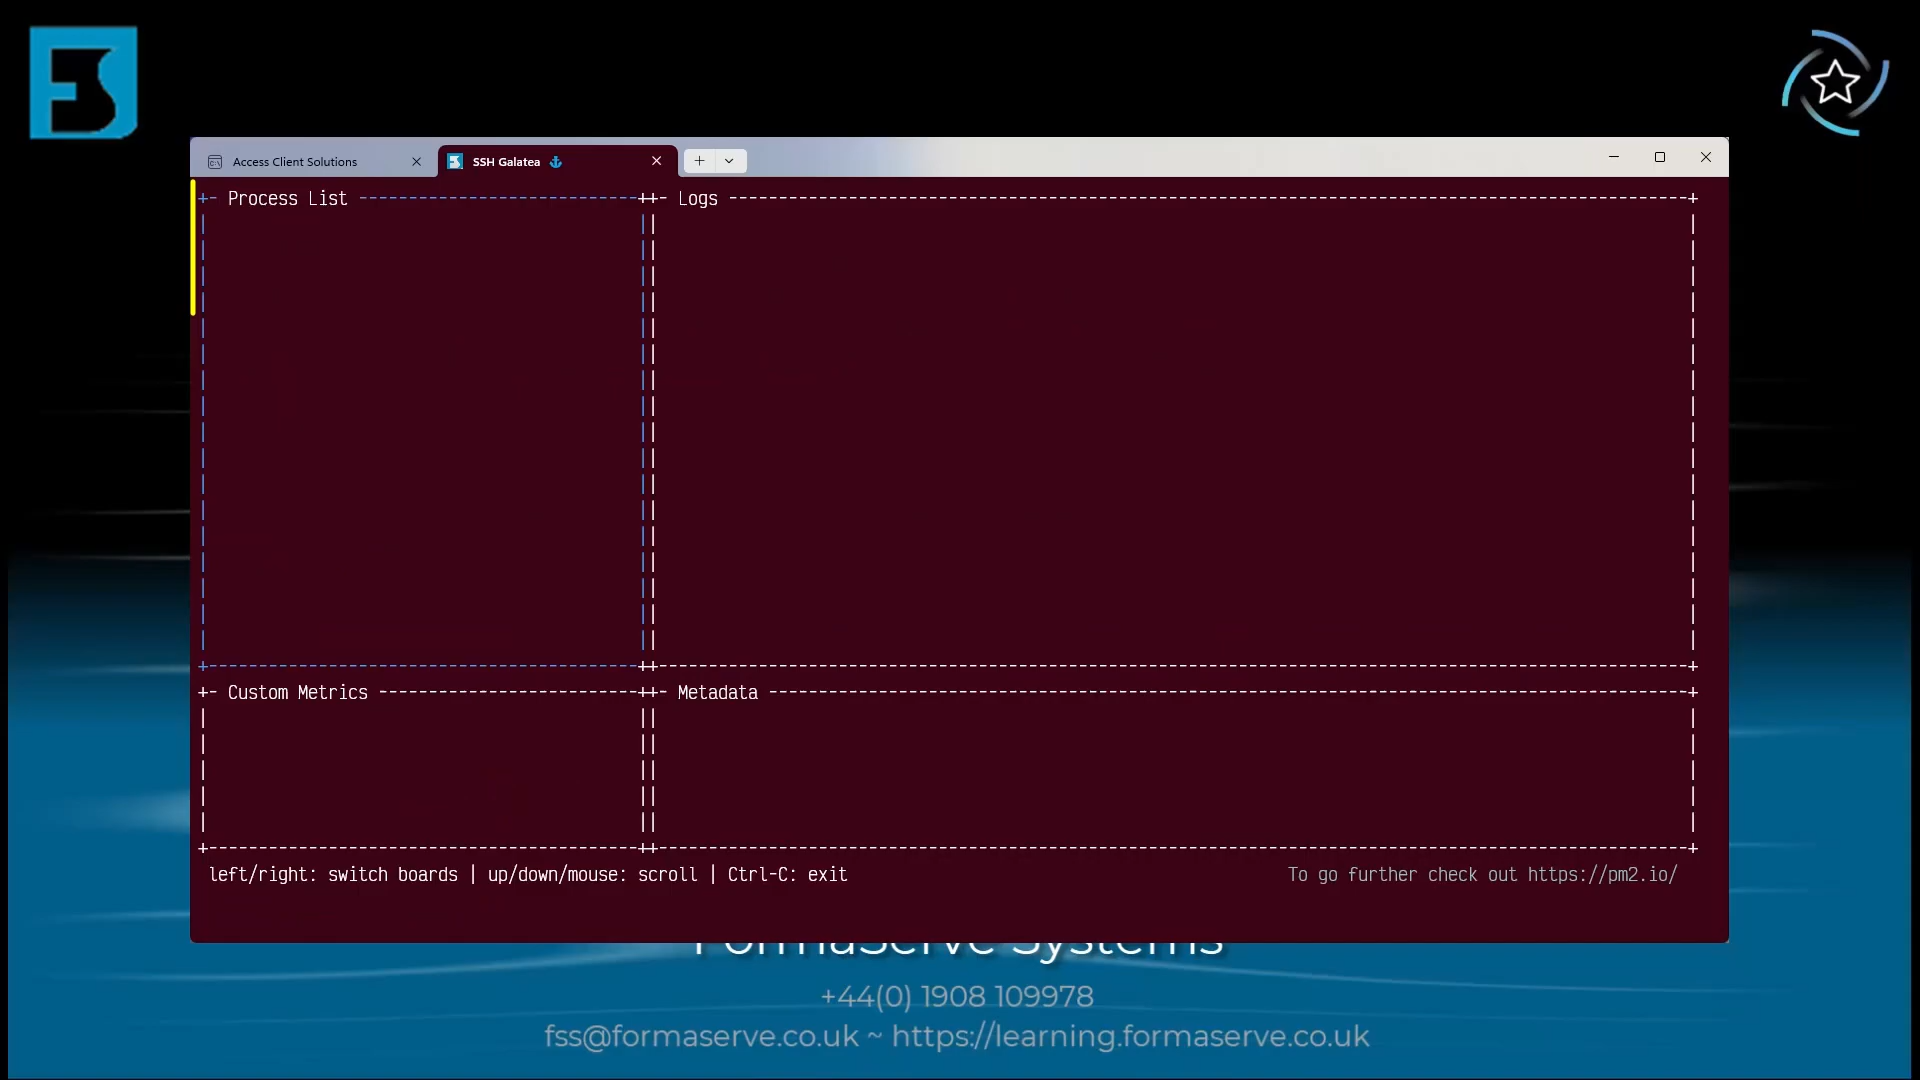 Access Client Solutions
SSH Galatea
Process List
Logs
Custom Metrics
Metadata
left/right: switch boards | up/down/mouse: scroll | Ctrl-C: exit
To go further check out https://pm2.io/
FormaServe Systems
+44(0) 1908 109978
fss@formaserve.co.uk ~ https://learning.formaserve.co.uk